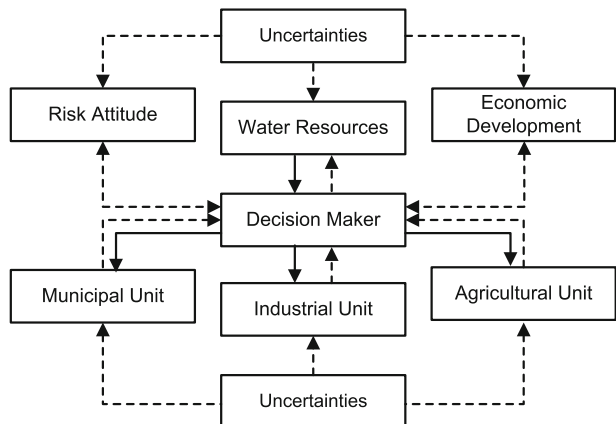 Uncertainties
Risk Attitude
Water Resources
Economic
Development
Decision Maker
Municipal Unit
Industrial Unit
Agricultural Unit
Uncertainties